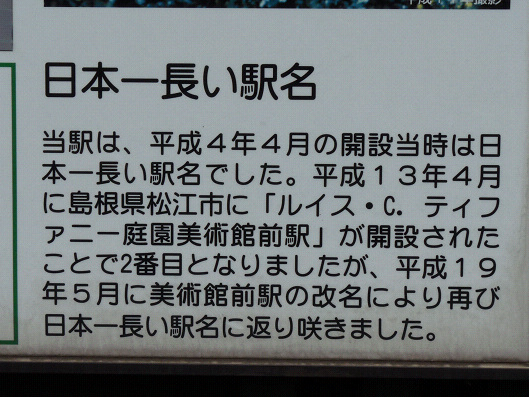 日本一長い駅名
当駅は、平成４年４月の開設当時は日
本一長い駅名でした。平成１３年４月
に島根県松江市に「ルイス・C．ティフ
ァニー庭園美術館前駅」が開設された
ことで2番目となりましたが、平成１９
年５月に美術館前駅の改名により再び
日本一長い駅名に返り咲きました。